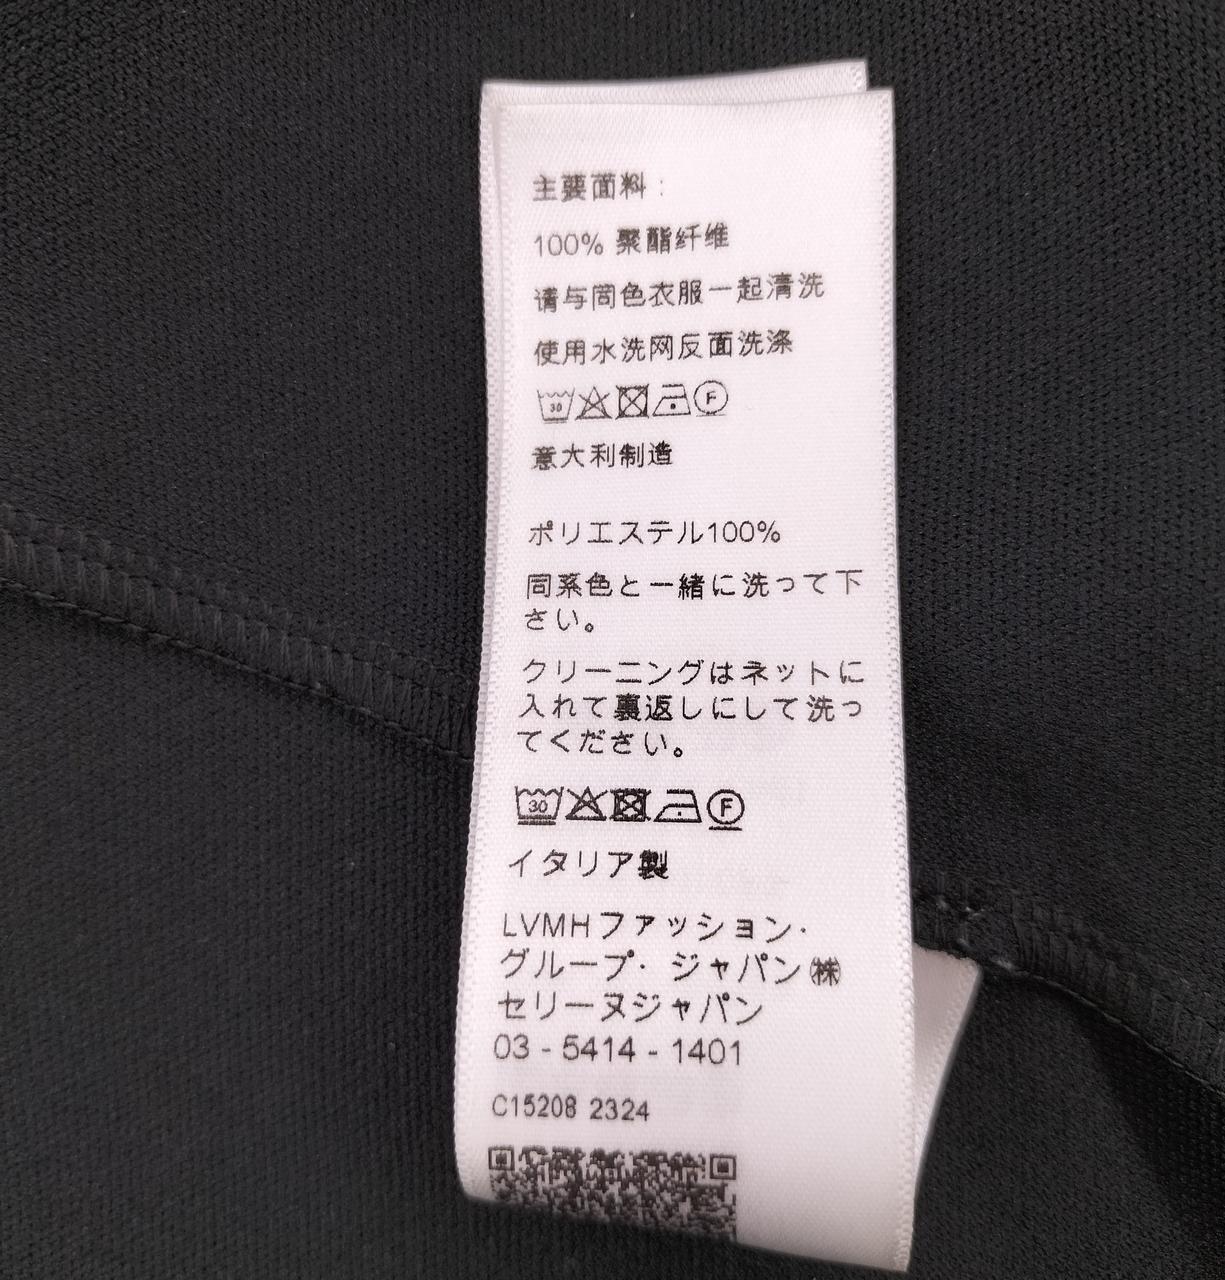 主要面料：
100% 聚酯纤维
请与同色衣服一起清洗
使用水洗网反面洗涤
30 F
意大利制造
ポリエステル100%
同系色と一緒に洗って下
さい。
クリーニングはネットに
入れて裏返しにして洗っ
てください。
30 F
イタリア製
LVMHファッション・
グループ・ジャパン㈱
セリーヌジャパン
03 - 5414 - 1401
C15208 2324